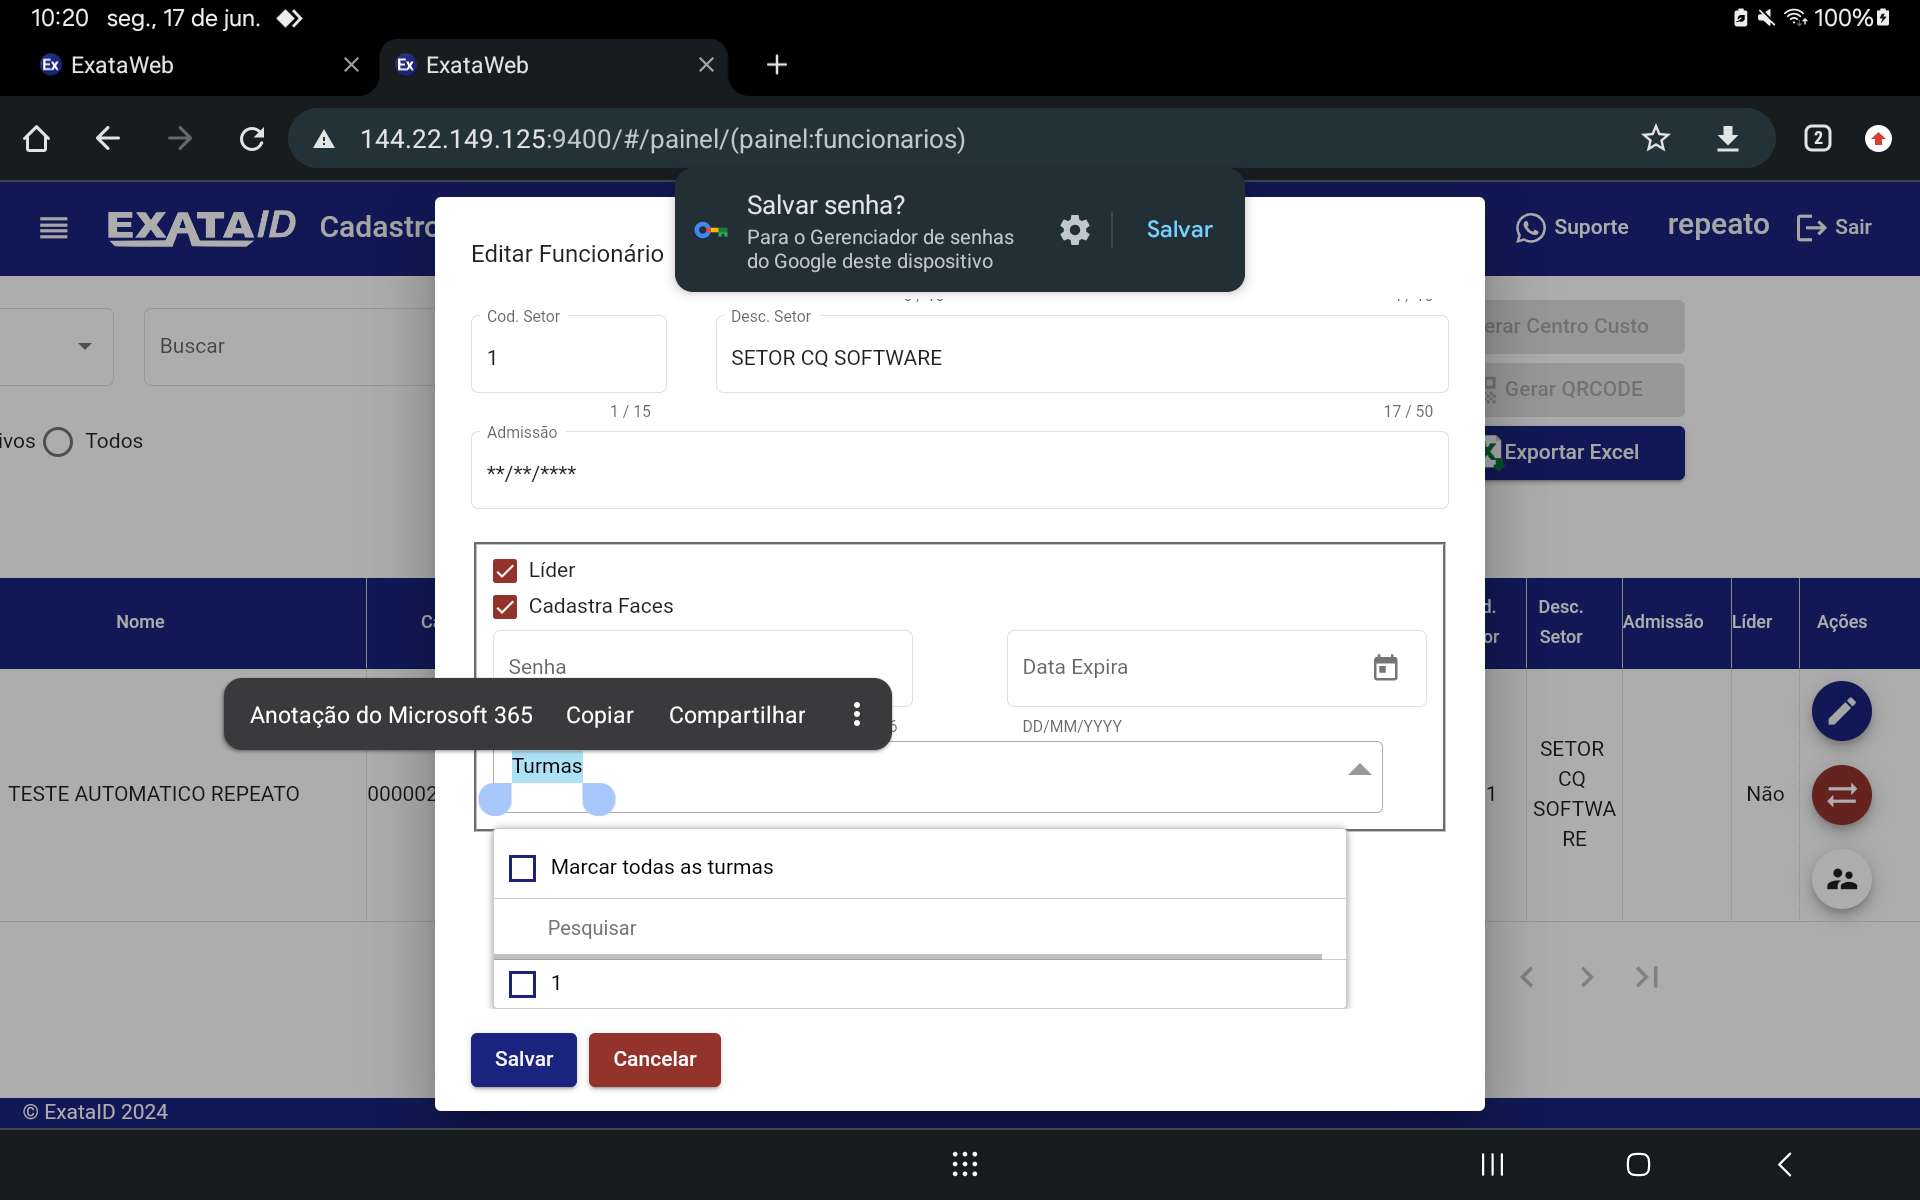 10:20 seg., 17 de jun.
100%
Ex ExataWeb
Ex ExataWeb
144.22.149.125:9400/#/painel/(painel:funcionarios)
2
Salvar senha?
Para o Gerenciador de senhas
do Google deste dispositivo
Salvar
EXATAID
Cadastro
Suporte
repeato
Sair
Editar Funcionário
Buscar
ivos
Todos
erar Centro Custo
Gerar QRCODE
Exportar Excel
Cod. Setor
1
1 / 15
Desc. Setor
SETOR CQ SOFTWARE
17 / 50
Admissão
**/**/****
Líder
Cadastra Faces
Senha
Data Expira
DD/MM/YYYY
Anotação do Microsoft 365
Copiar
Compartilhar
Turmas
Marcar todas as turmas
Pesquisar
1
Salvar
Cancelar
Nome
d.
or
Desc.
Setor
Admissão
Líder
Ações
TESTE AUTOMATICO REPEATO
000002
1
SETOR
CQ
SOFTWA
RE
Não
© ExataID 2024